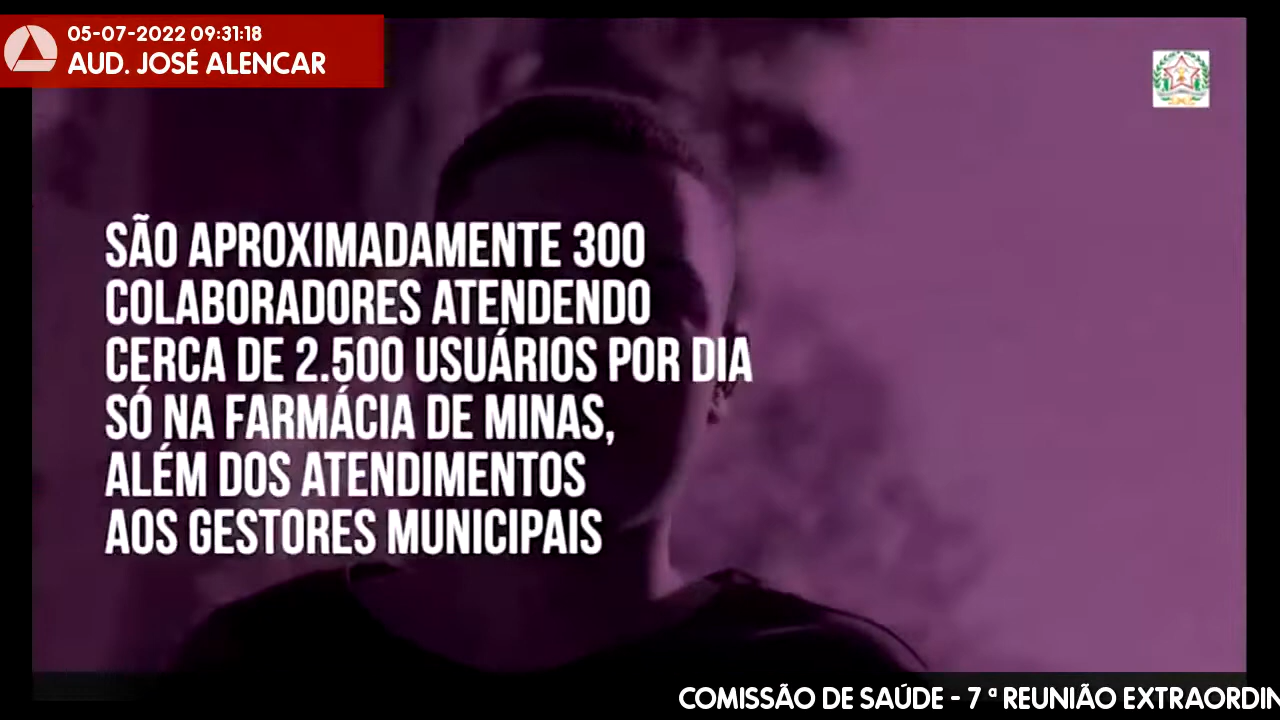 05-07-2022 09:31:18
AUD. JOSÉ ALENCAR
SÃO APROXIMADAMENTE 300
COLABORADORES ATENDENDO
CERCA DE 2.500 USUÁRIOS POR DIA
SÓ NA FARMÁCIA DE MINAS,
ALÉM DOS ATENDIMENTOS
AOS GESTORES MUNICIPAIS
COMISSÃO DE SAÚDE - 7 ª REUNIÃO EXTRAORDIN